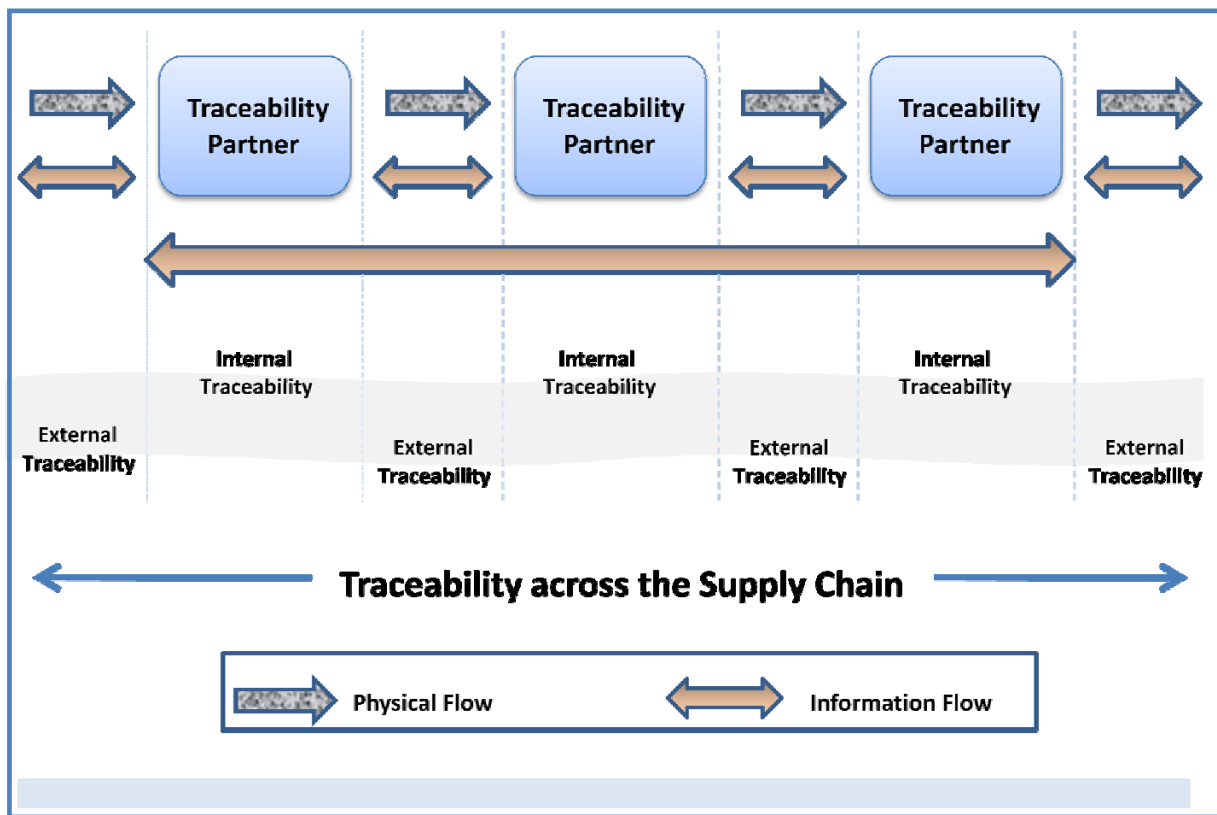 Traceability
Partner
Traceability
Partner
Traceability
Partner
Internal
Traceability
Internal
Traceability
Internal
Traceability
External
Traceability
External
Traceability
External
Traceability
External
Traceability
Traceability across the Supply Chain
Physical Flow
Information Flow